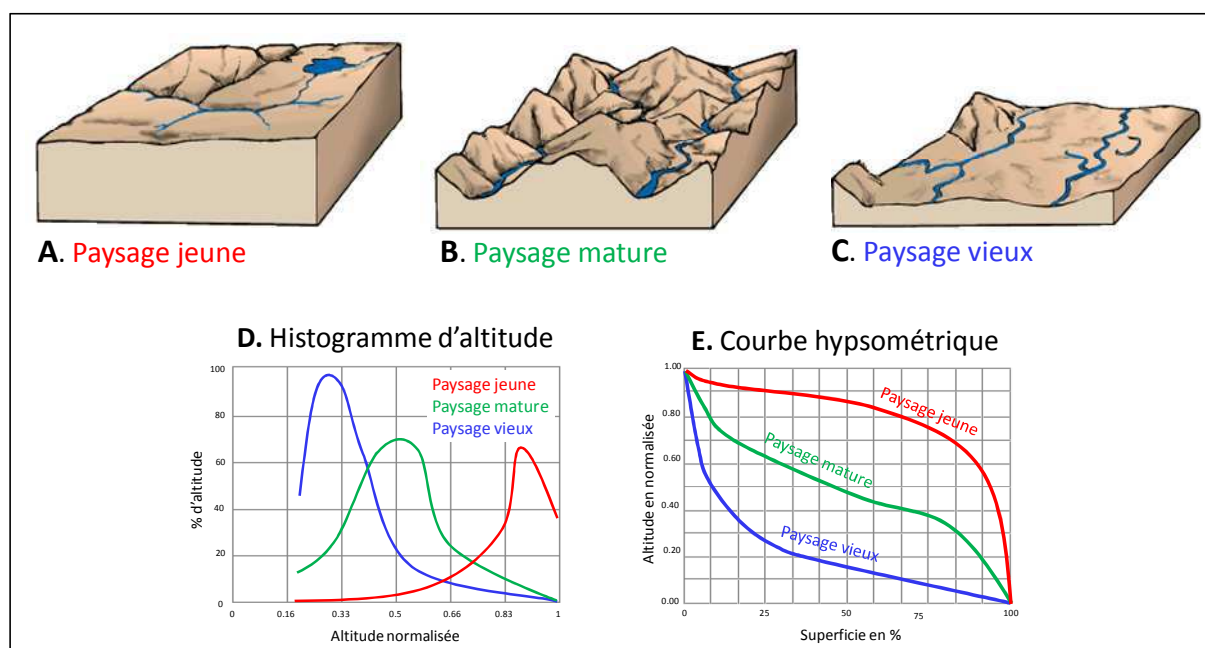 A. Paysage jeune
B. Paysage mature
C. Paysage vieux
D. Histogramme d’altitude
100
80
60
40
20
0
% d’altitude
Paysage jeune
Paysage mature
Paysage vieux
0 0.16 0.33 0.5 0.66 0.83 1
Altitude normalisée
E. Courbe hypsométrique
1.00
0.80
0.60
0.40
0.20
0.00
Altitude en normalisée
Paysage jeune
Paysage mature
Paysage vieux
0 25 50 75 100
Superficie en %